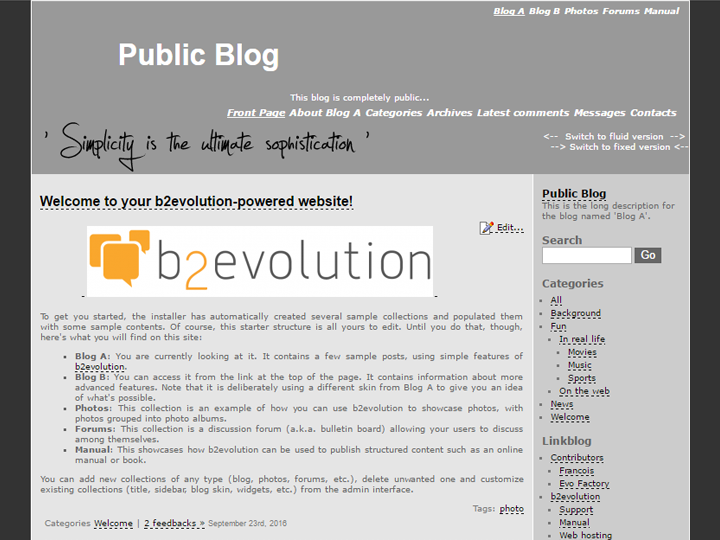 Blog A Blog B Photos Forums Manual
Public Blog
This blog is completely public...
Front Page About Blog A Categories Archives Latest comments Messages Contacts
' Simplicity is the ultimate sophistication '
<-- Switch to fluid version -->
--> Switch to fixed version <--
Welcome to your b2evolution-powered website!
Edit...
b2evolution
To get you started, the installer has automatically created several sample collections and populated them
with some sample contents. Of course, this starter structure is all yours to edit. Until you do that, though,
here's what you will find on this site:
Blog A: You are currently looking at it. It contains a few sample posts, using simple features of
b2evolution.
Blog B: You can access it from the link at the top of the page. It contains information about more
advanced features. Note that it is deliberately using a different skin from Blog A to give you an idea
of what's possible.
Photos: This collection is an example of how you can use b2evolution to showcase photos, with
photos grouped into photo albums.
Forums: This collection is a discussion forum (a.k.a. bulletin board) allowing your users to discuss
among themselves.
Manual: This showcases how b2evolution can be used to publish structured content such as an online
manual or book.
You can add new collections of any type (blog, photos, forums, etc.), delete unwanted one and customize
existing collections (title, sidebar, blog skin, widgets, etc.) from the admin interface.
Tags: photo
Categories Welcome | 2 feedbacks » September 23rd, 2016
Public Blog
This is the long description for
the blog named 'Blog A'.
Search
Go
Categories
All
Background
Fun
In real life
Movies
Music
Sports
On the web
News
Welcome
Linkblog
Contributors
Francois
Evo Factory
b2evolution
Support
Manual
Web hosting